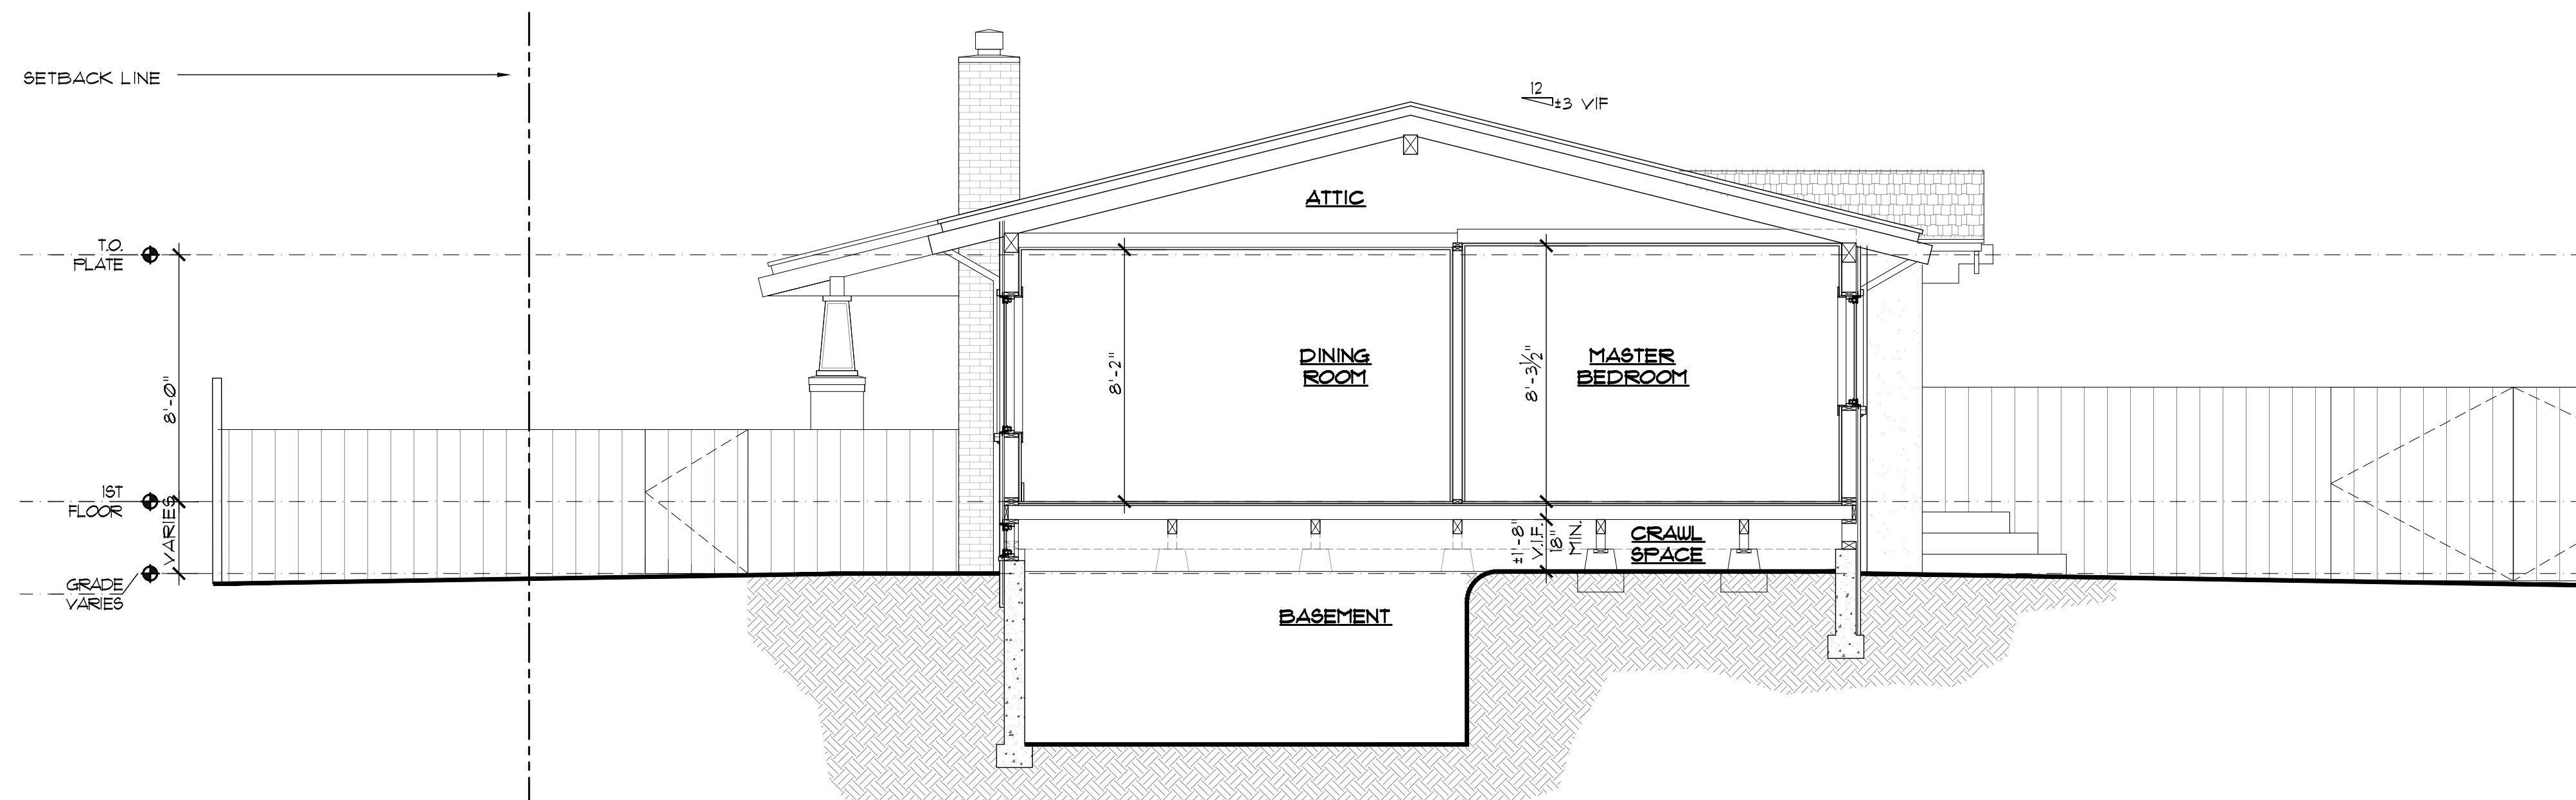 SETBACK LINE
12
±3 VIF
ATTIC
T.O.
PLATE
8'-0"
8'-2"
DINING
ROOM
8'-3½"
MASTER
BEDROOM
1ST
FLOOR
VARIES
±1'-8"
V.I.F.
18"
MIN.
CRAWL
SPACE
GRADE
VARIES
BASEMENT